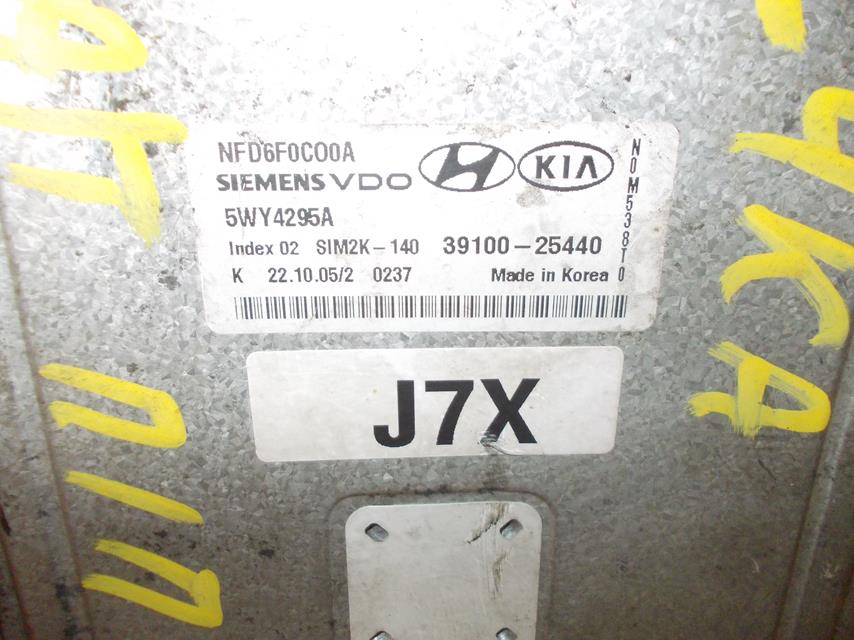 NFD6F0C00A
SIEMENS VDO
KIA
5WY4295A
Index 02 SIM2K-140 39100-25440
K 22.10.05/2 0237 Made in Korea
N0M538T0
J7X